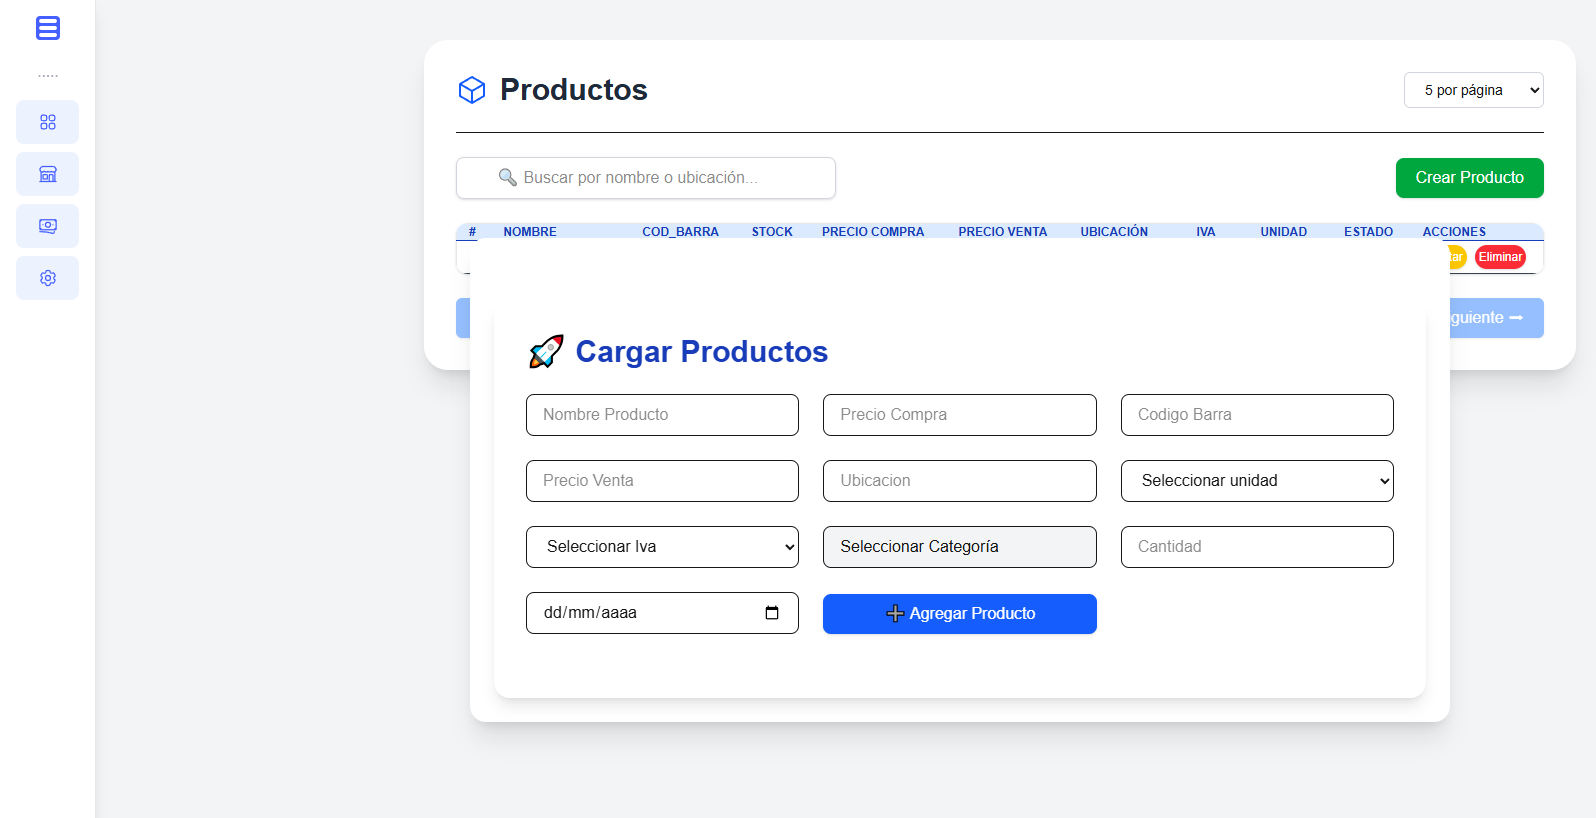 .....
Productos
5 por página
🔍 Buscar por nombre o ubicación...
Crear Producto
# NOMBRE COD_BARRA STOCK PRECIO COMPRA PRECIO VENTA UBICACIÓN IVA UNIDAD ESTADO ACCIONES
Eliminar
🚀 Cargar Productos
Nombre Producto Precio Compra Codigo Barra
Precio Venta Ubicacion Seleccionar unidad
Seleccionar Iva Seleccionar Categoría Cantidad
dd/mm/aaaa ➕ Agregar Producto